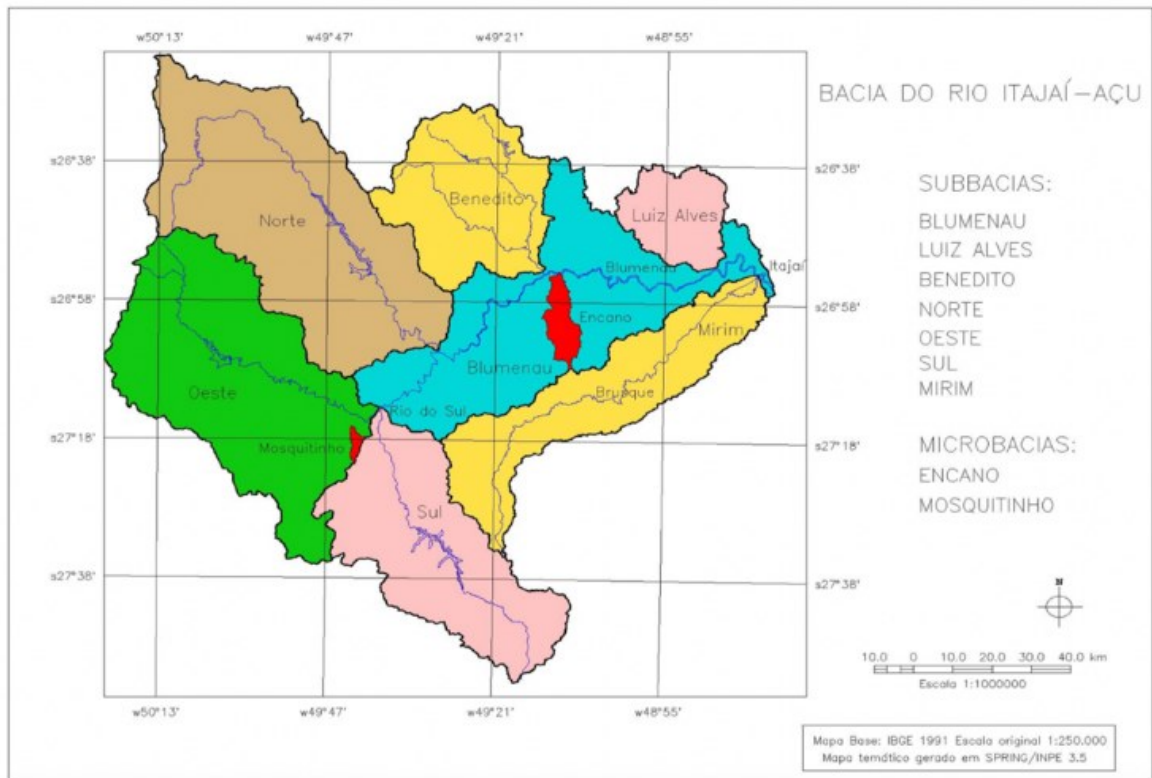 w50°13' w49°47' w49°21' w48°55'
BACIA DO RIO ITAJAÍ-AÇU
s26°38' s26°38'
SUBBACIAS:
BLUMENAU
LUIZ ALVES
BENEDITO
NORTE
OESTE
SUL
MIRIM
MICROBACIAS:
ENCANO
MOSQUITINHO
Benedito
Luiz Alves
Norte
Blumenau
Itajaí
s26°58' s26°58'
Encano
Mirim
Blumenau
Oeste
Brusque
Rio do Sul
s27°18' s27°18'
Mosquitinho
Sul
s27°38' s27°38'
N
10.0 0 10.0 20.0 30.0 40.0 km
Escala 1:1000000
w50°13' w49°47' w49°21' w48°55'
Mapa Base: IBGE 1991 Escala original 1:250.000
Mapa temático gerado em SPRING/INPE 3.5